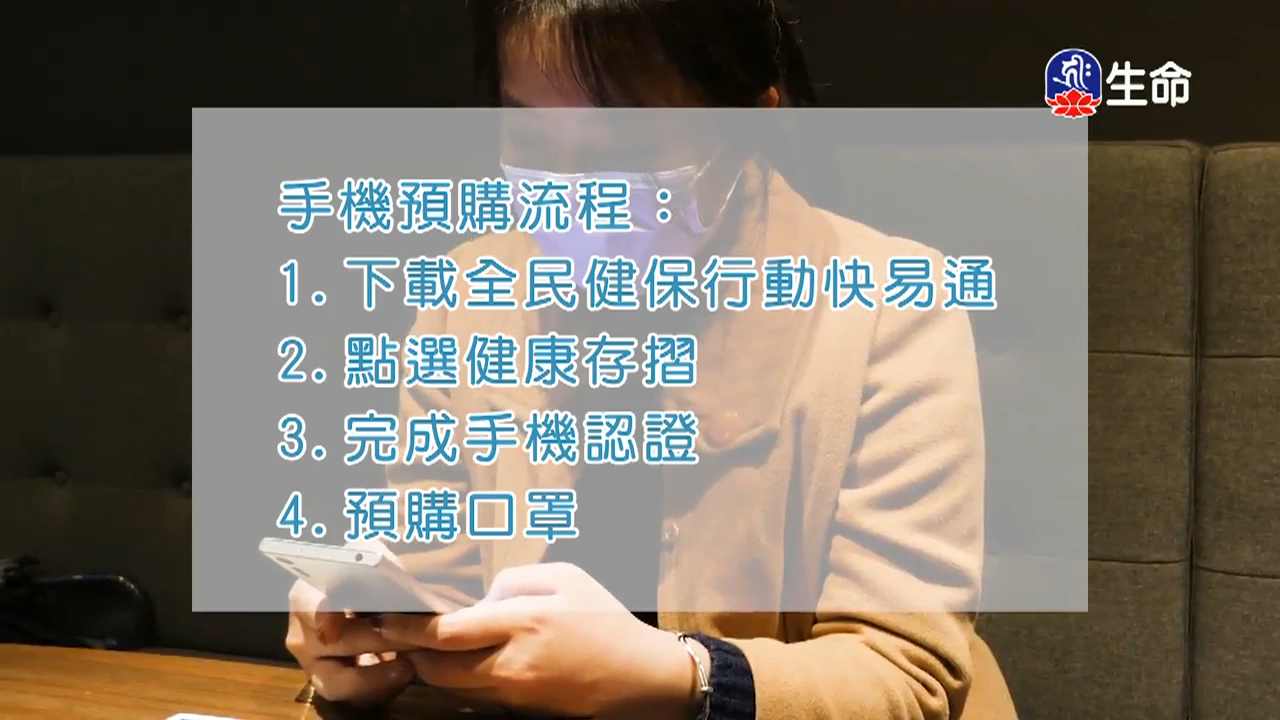 生命
手機預購流程：
1.下載全民健保行動快易通
2.點選健康存摺
3.完成手機認證
4.預購口罩